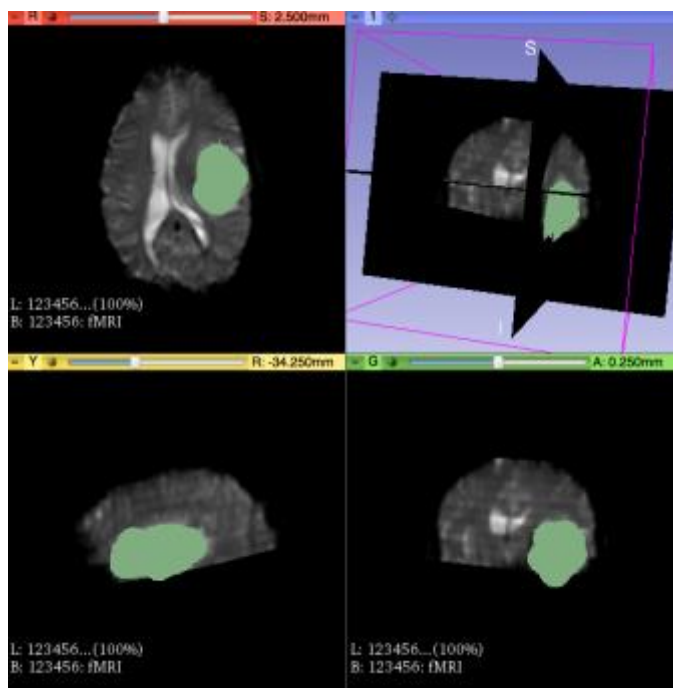 R S: 2.500mm
1
S
I
L: 123456...(100%)
B: 123456: fMRI
Y R: -34.250mm
G A: 0.250mm
L: 123456...(100%)
B: 123456: fMRI
L: 123456...(100%)
B: 123456: fMRI